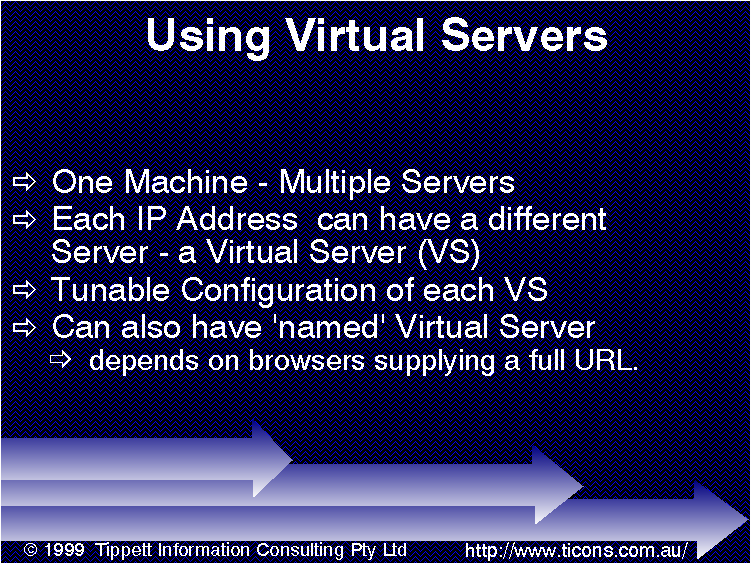 Using Virtual Servers
⇨ One Machine - Multiple Servers
⇨ Each IP Address  can have a different
Server - a Virtual Server (VS)
⇨ Tunable Configuration of each VS
⇨ Can also have 'named' Virtual Server
⇨ depends on browsers supplying a full URL.
© 1999  Tippett Information Consulting Pty Ltd
http://www.ticons.com.au/